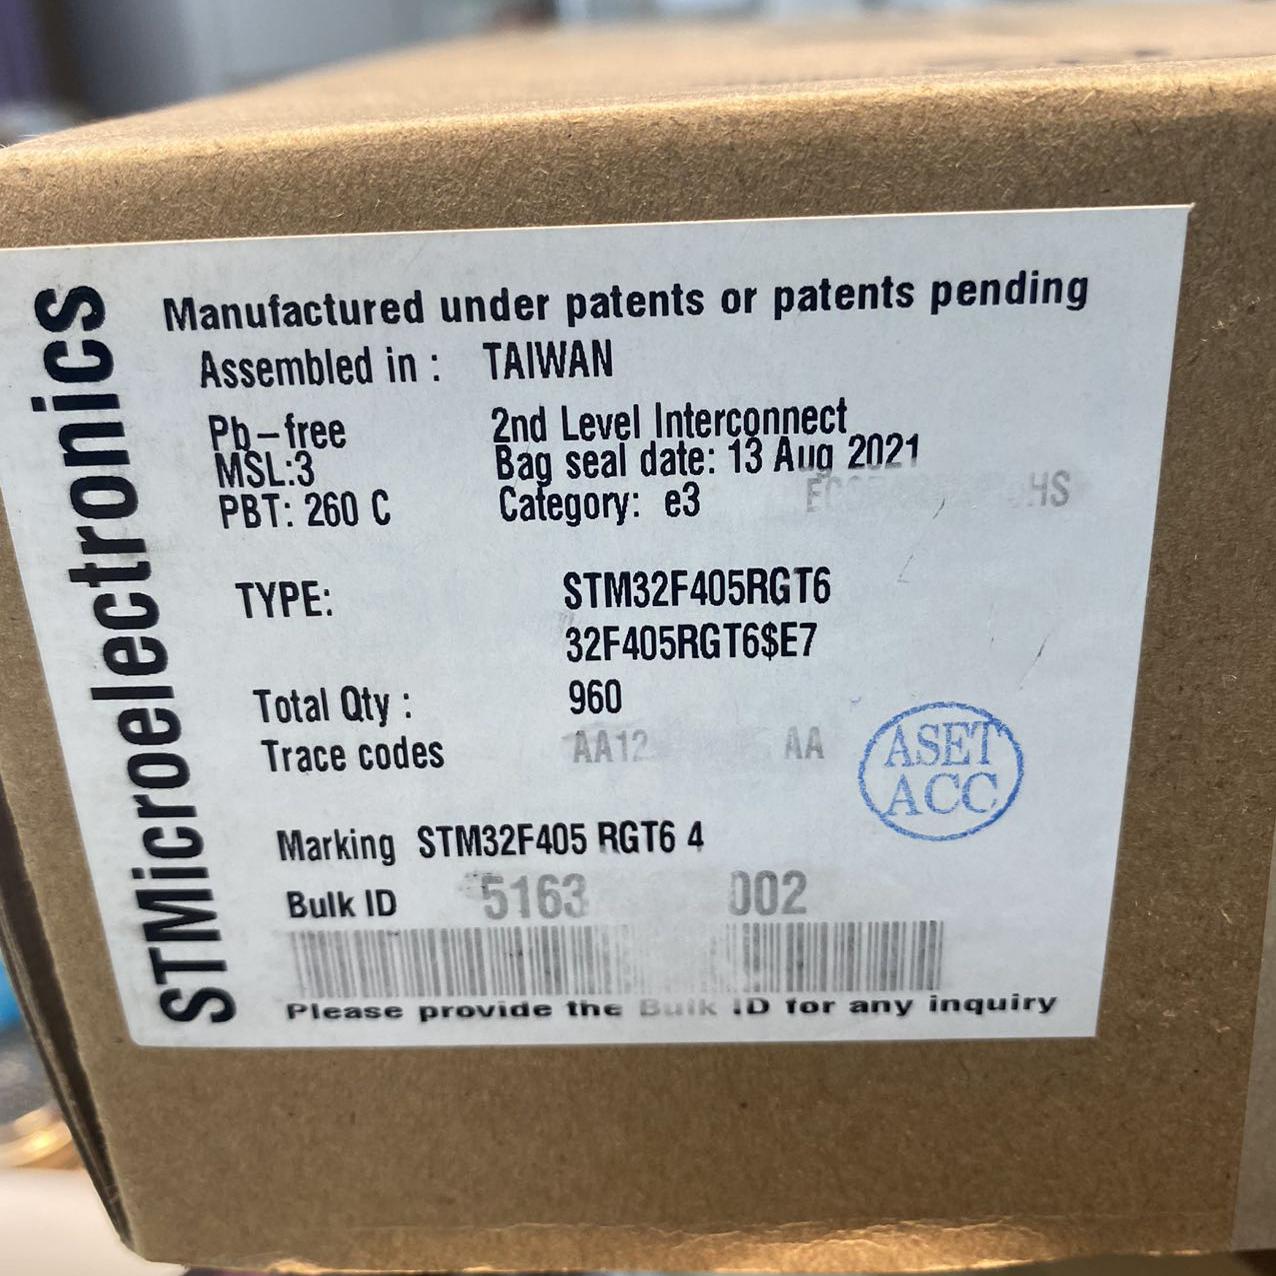 STMicroelectronics
Manufactured under patents or patents pending
Assembled in : TAIWAN
Pb-free 2nd Level Interconnect
MSL:3 Bag seal date: 13 Aug 2021
PBT: 260 C Category: e3
TYPE: STM32F405RGT6
32F405RGT6$E7
Total Qty : 960
Trace codes AA12 AA
ASET
ACC
Marking STM32F405 RGT6 4
Bulk ID 5163 002
Please provide the Bulk ID for any inquiry